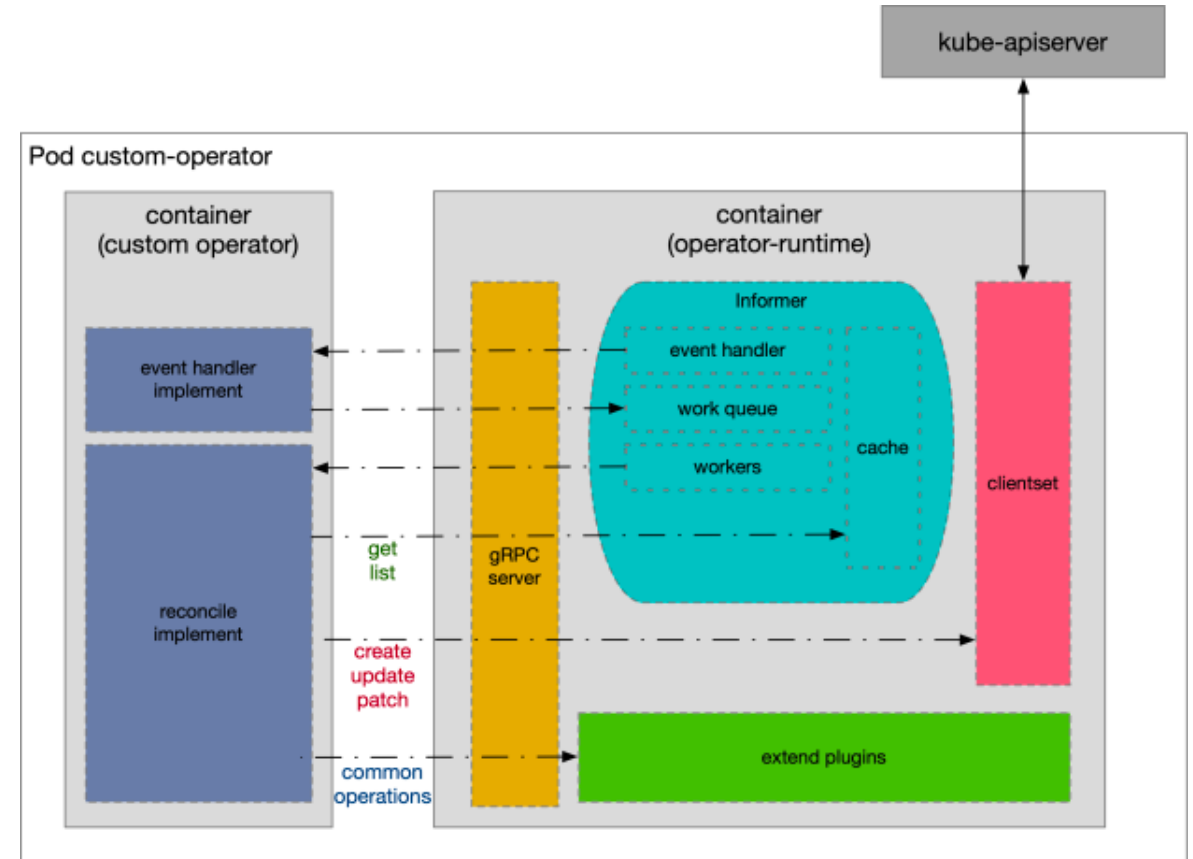 kube-apiserver
Pod custom-operator
container
(custom operator)
container
(operator-runtime)
Informer
event handler
implement
event handler
work queue
workers
cache
clientset
get
list
gRPC
server
reconcile
implement
create
update
patch
extend plugins
common
operations